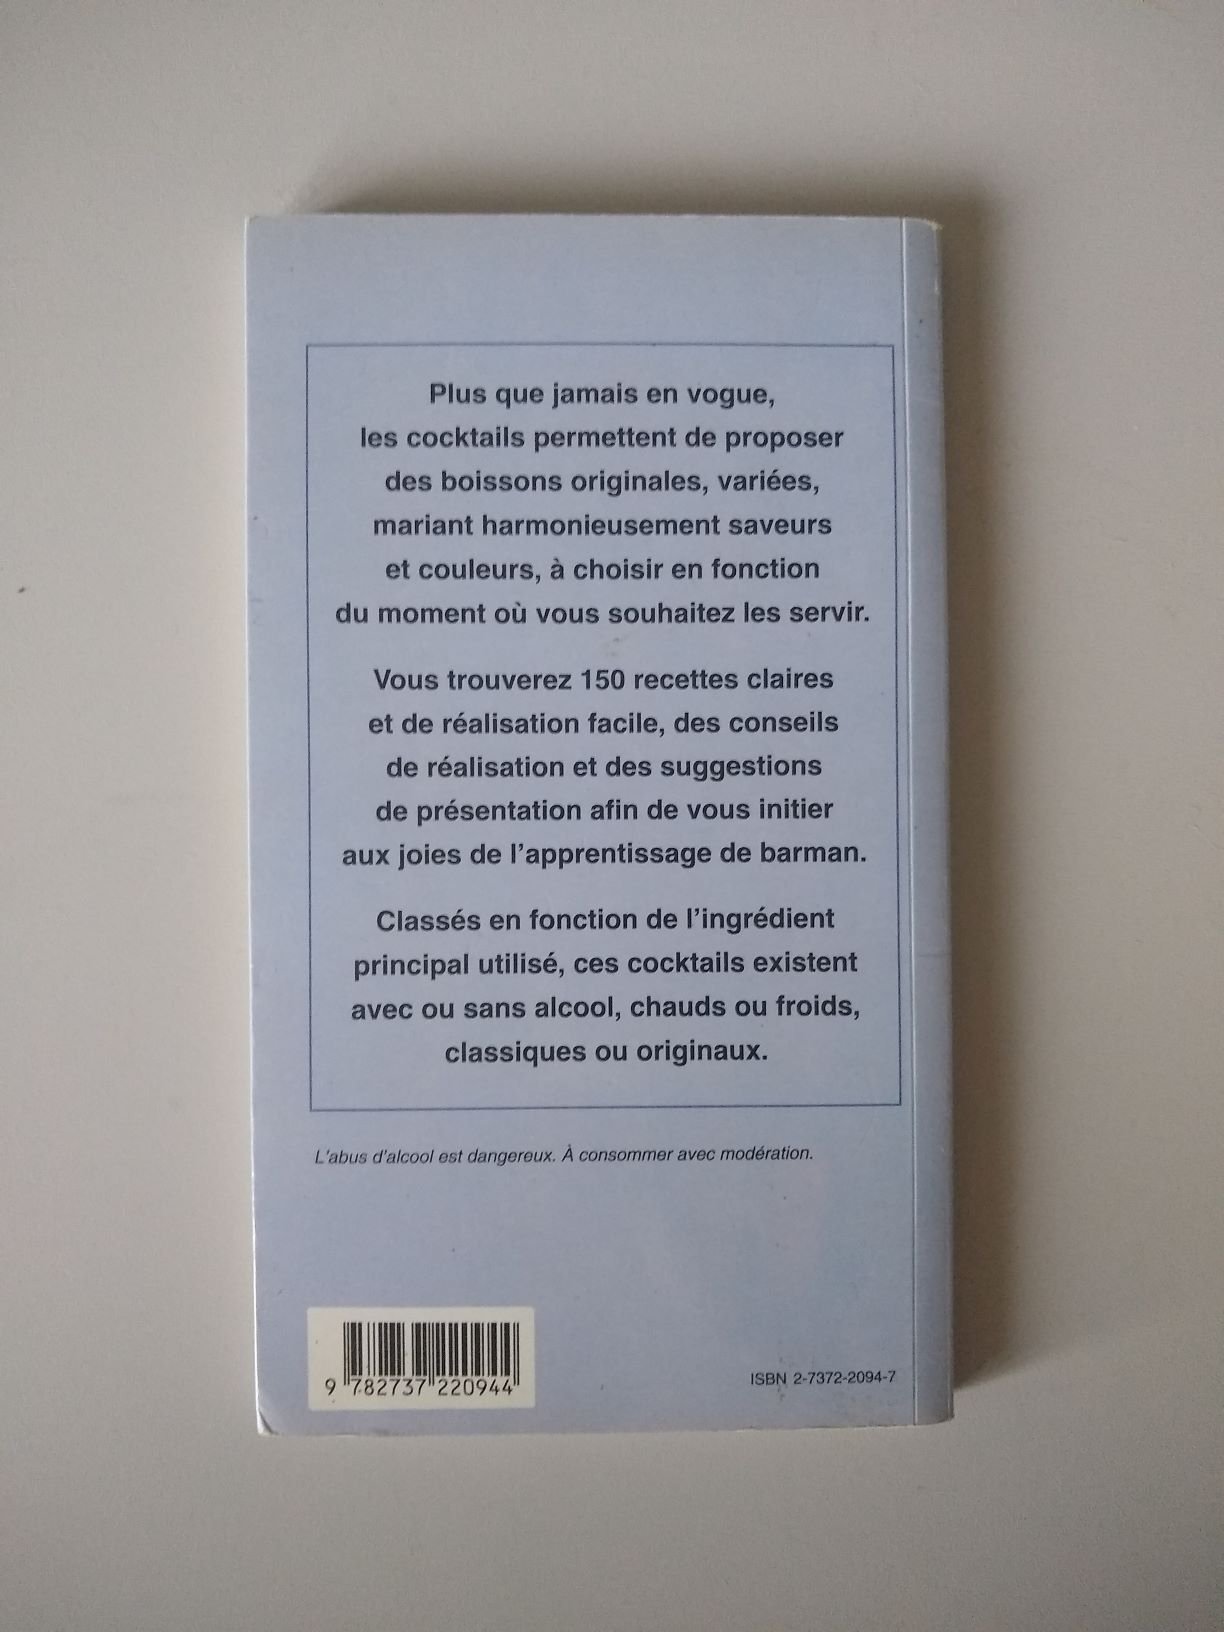 Plus que jamais en vogue,
les cocktails permettent de proposer
des boissons originales, variées,
mariant harmonieusement saveurs
et couleurs, à choisir en fonction
du moment où vous souhaitez les servir.
Vous trouverez 150 recettes claires
et de réalisation facile, des conseils
de réalisation et des suggestions
de présentation afin de vous initier
aux joies de l'apprentissage de barman.
Classés en fonction de l'ingrédient
principal utilisé, ces cocktails existent
avec ou sans alcool, chauds ou froids,
classiques ou originaux.
L'abus d'alcool est dangereux. À consommer avec modération.
9 782737 220944
ISBN 2-7372-2094-7